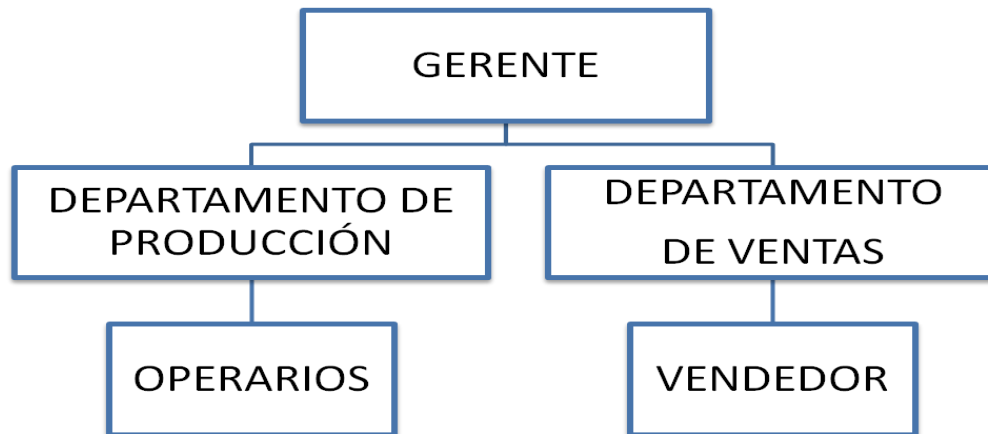 GERENTE
DEPARTAMENTO DE
PRODUCCIÓN
DEPARTAMENTO
DE VENTAS
OPERARIOS
VENDEDOR